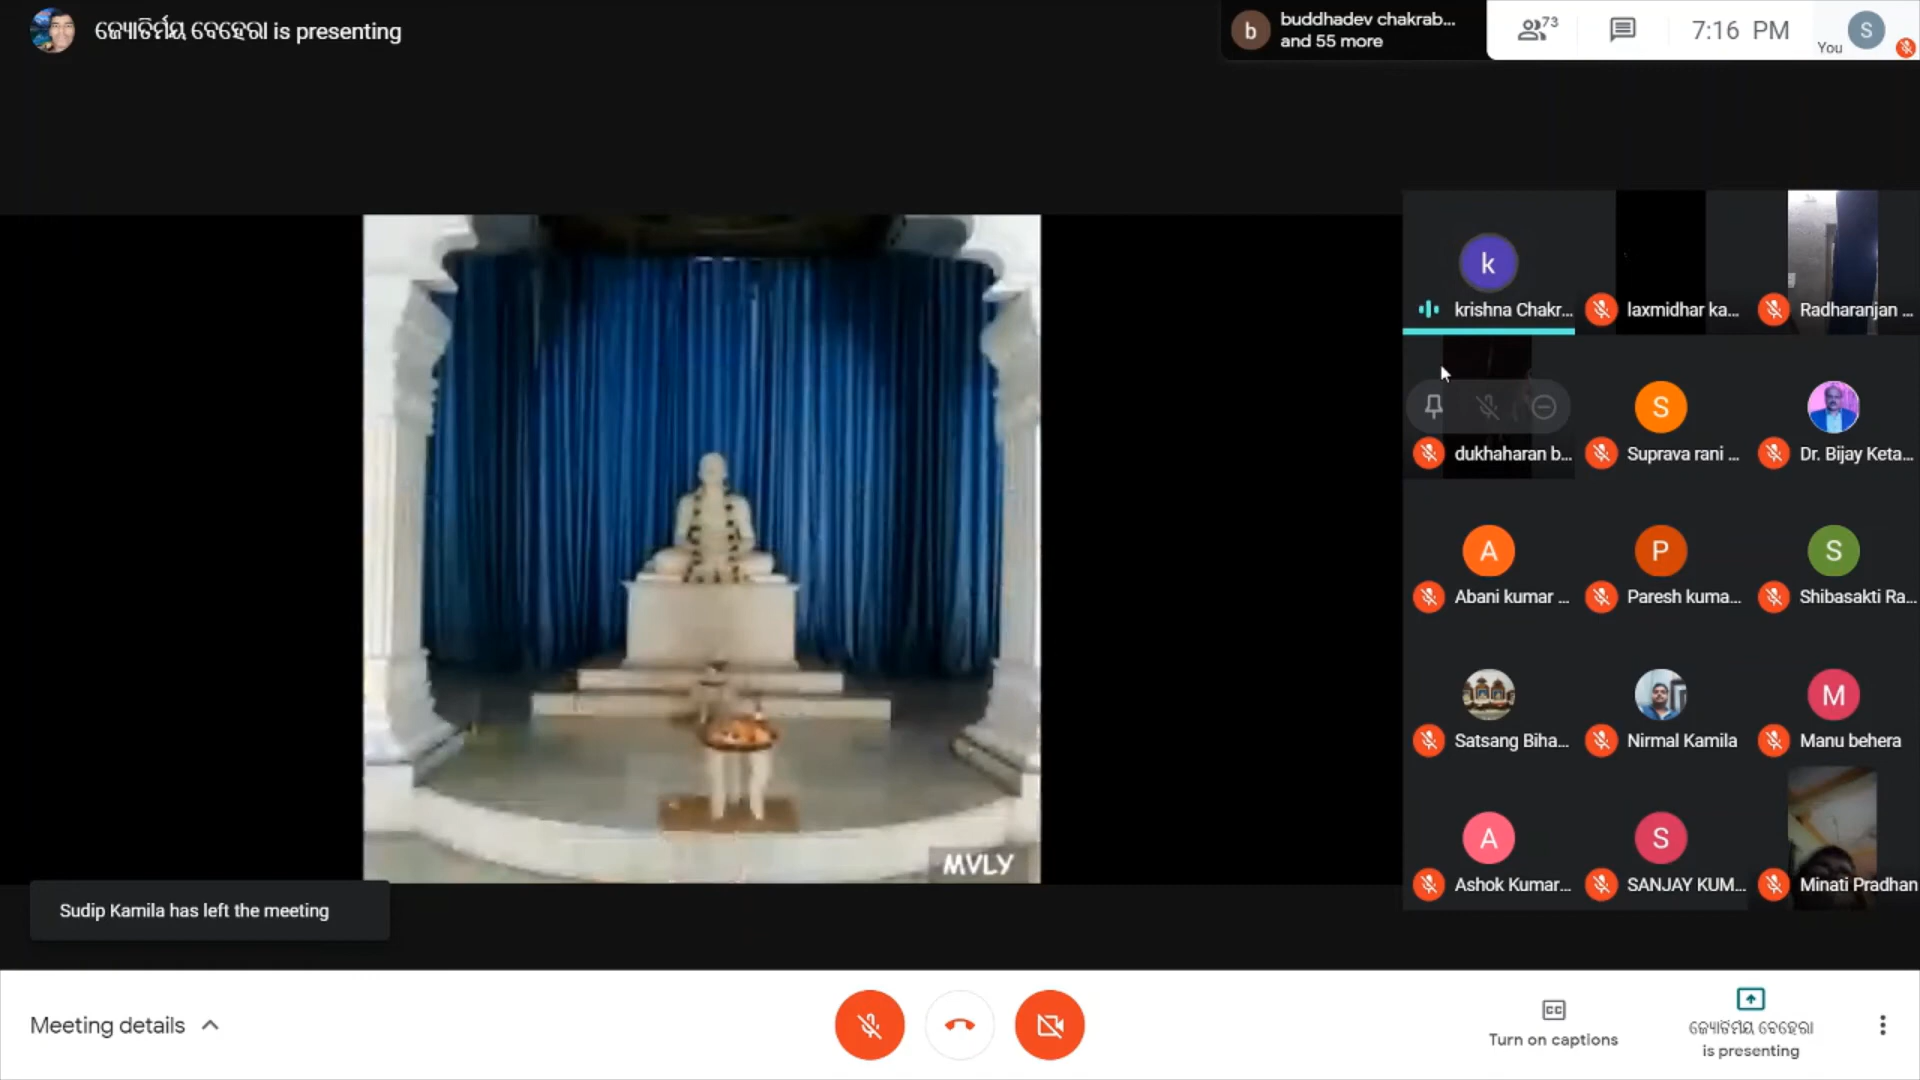 ଜ୍ୟୋତିର୍ମୟ ବେହେରା is presenting
b
buddhadev chakrab...
and 55 more
73
7:16 PM
You
S
k
krishna Chakr...
laxmidhar ka...
Radharanjan ...
dukhaharan b...
S
Suprava rani ...
Dr. Bijay Keta...
A
Abani kumar ...
P
Paresh kuma...
S
Shibasakti Ra...
Satsang Biha...
Nirmal Kamila
M
Manu behera
A
Ashok Kumar...
S
SANJAY KUM...
Minati Pradhan
MVLY
Sudip Kamila has left the meeting
Meeting details
CC
Turn on captions
ଜ୍ୟୋତିର୍ମୟ ବେହେରା
is presenting